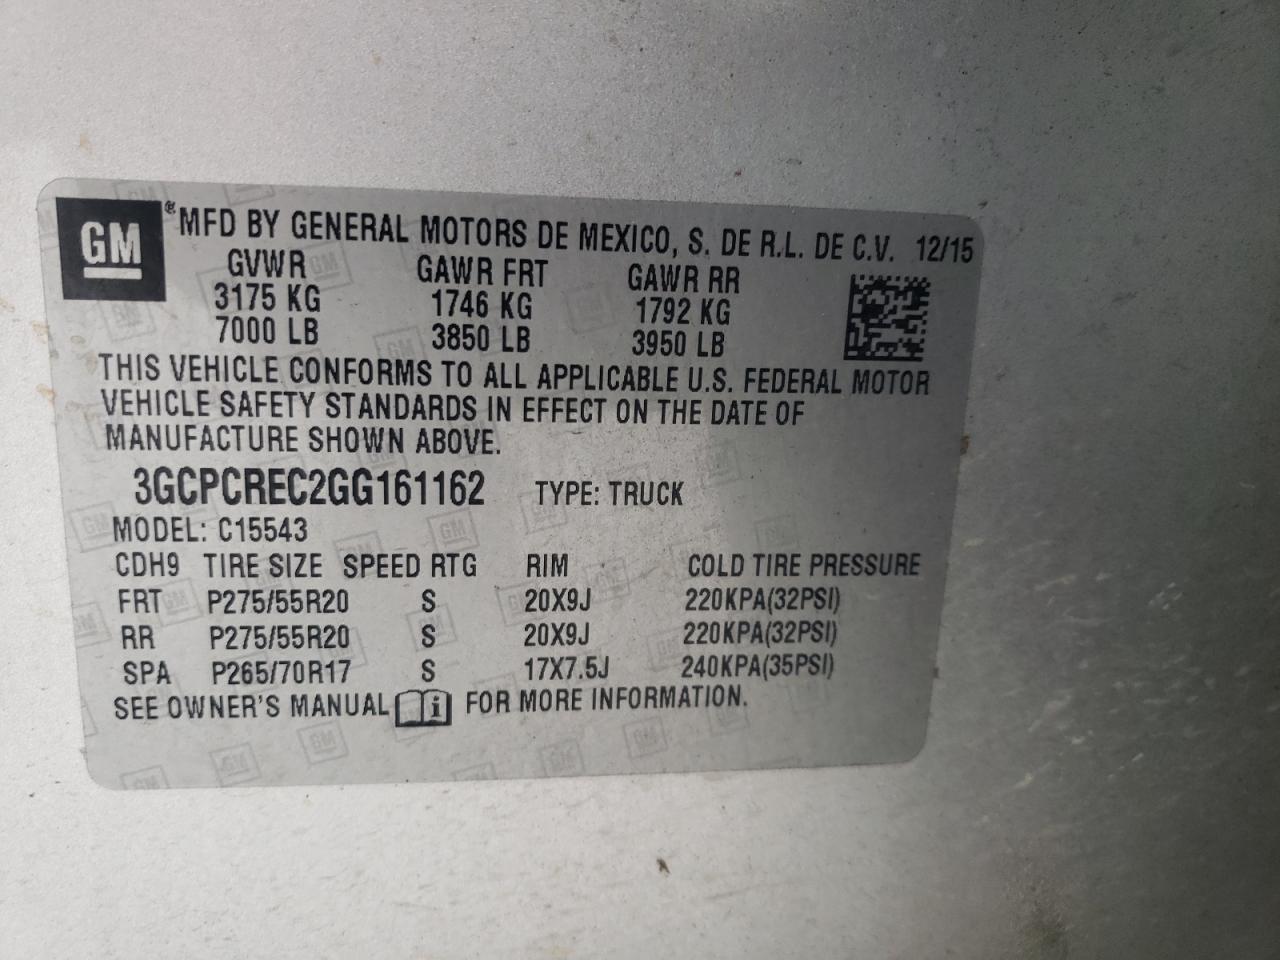 GM ® MFD BY GENERAL MOTORS DE MEXICO, S. DE R.L. DE C.V. 12/15
GVWR GAWR FRT GAWR RR
3175 KG 1746 KG 1792 KG
7000 LB 3850 LB 3950 LB
THIS VEHICLE CONFORMS TO ALL APPLICABLE U.S. FEDERAL MOTOR
VEHICLE SAFETY STANDARDS IN EFFECT ON THE DATE OF
MANUFACTURE SHOWN ABOVE.
3GCPCREC2GG161162 TYPE: TRUCK
MODEL: C15543
CDH9 TIRE SIZE SPEED RTG RIM COLD TIRE PRESSURE
FRT P275/55R20 S 20X9J 220KPA(32PSI)
RR P275/55R20 S 20X9J 220KPA(32PSI)
SPA P265/70R17 S 17X7.5J 240KPA(35PSI)
SEE OWNER'S MANUAL i FOR MORE INFORMATION.